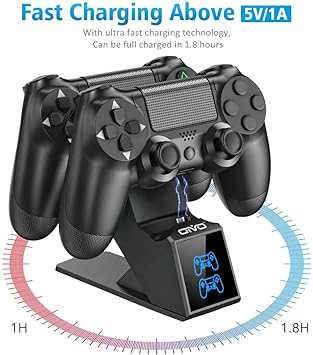 Fast Charging Above 5V/1A
With ultra fast charging technology,
Can be full charged in 1.8 hours
OIVO
1H
1.8H